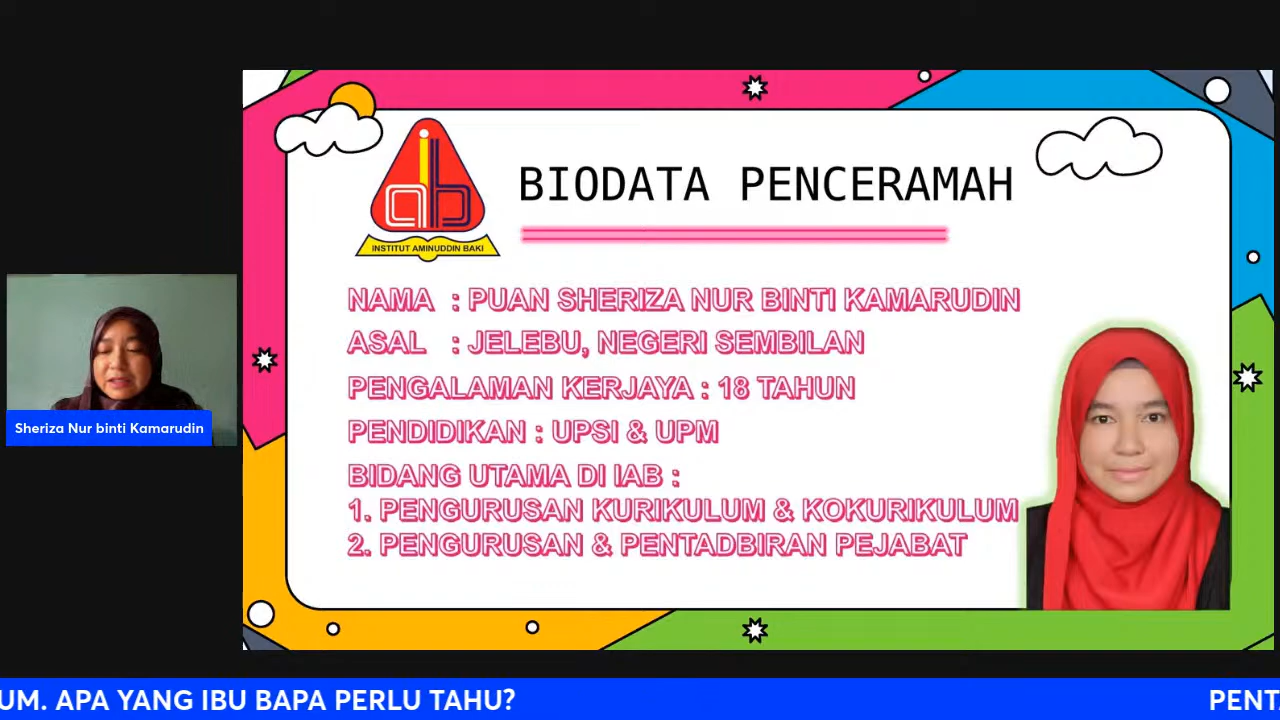 BIODATA PENCERAMAH
INSTITUT AMINUDDIN BAKI
NAMA : PUAN SHERIZA NUR BINTI KAMARUDIN
ASAL : JELEBU, NEGERI SEMBILAN
PENGALAMAN KERJAYA : 18 TAHUN
PENDIDIKAN : UPSI & UPM
BIDANG UTAMA DI IAB :
1. PENGURUSAN KURIKULUM & KOKURIKULUM
2. PENGURUSAN & PENTADBIRAN PEJABAT
Sheriza Nur binti Kamarudin
UM. APA YANG IBU BAPA PERLU TAHU? PENT